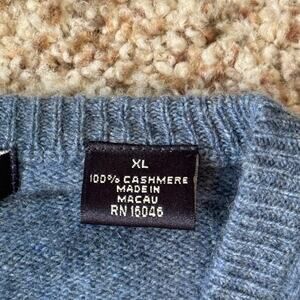 XL
100% CASHMERE
MADE IN
MACAU
RN 16046